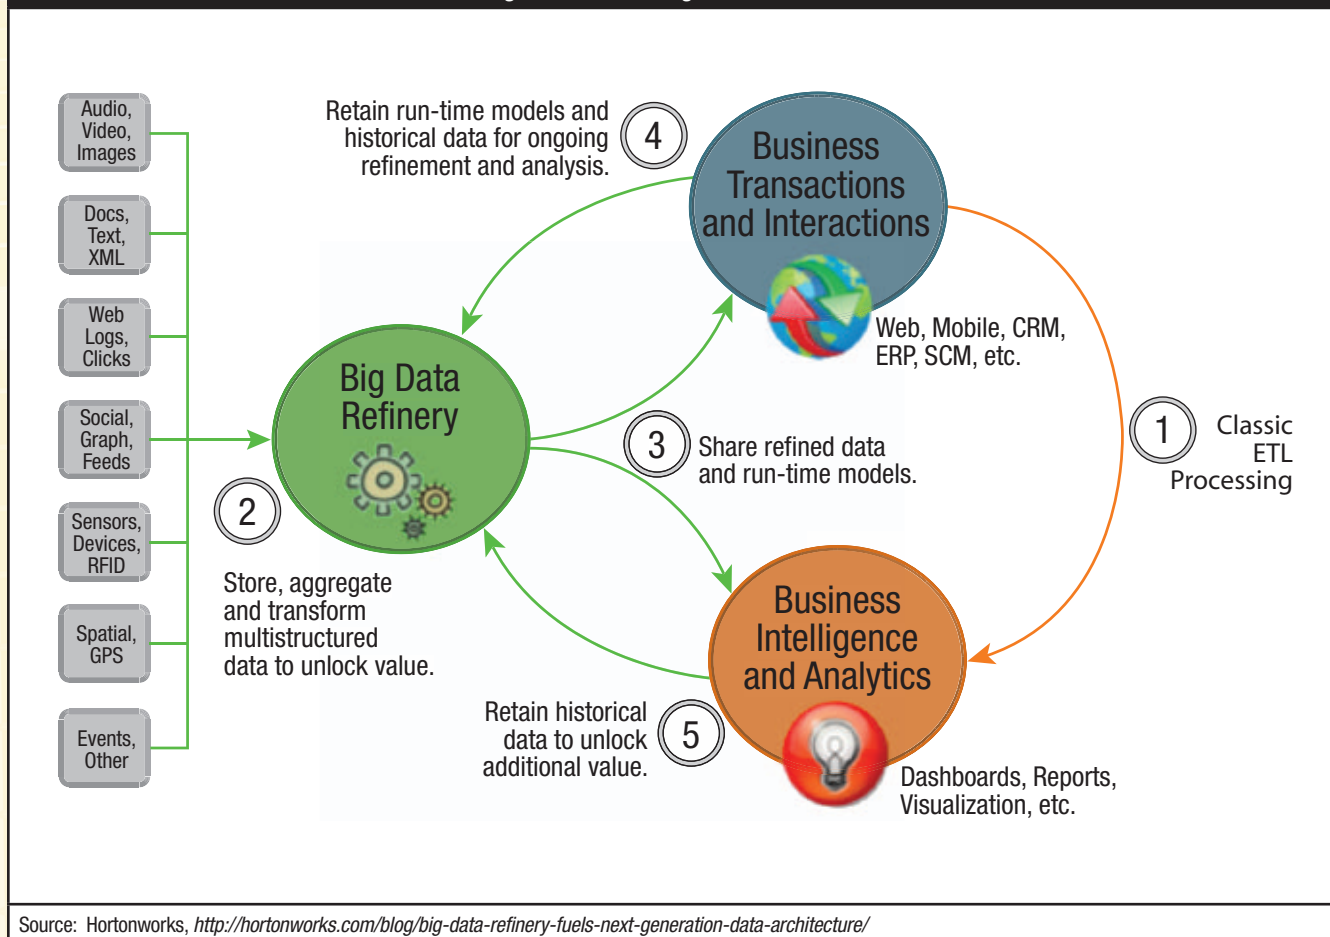 Audio,
Video,
Images
Docs,
Text,
XML
Web
Logs,
Clicks
Social,
Graph,
Feeds
Sensors,
Devices,
RFID
Spatial,
GPS
Events,
Other
Retain run-time models and
historical data for ongoing
refinement and analysis.
4
Business
Transactions
and Interactions
Web, Mobile, CRM,
ERP, SCM, etc.
Big Data
Refinery
3
Share refined data
and run-time models.
1
Classic
ETL
Processing
2
Store, aggregate
and transform
multistructured
data to unlock value.
Business
Intelligence
and Analytics
Retain historical
data to unlock
additional value.
5
Dashboards, Reports,
Visualization, etc.
Source: Hortonworks, http://hortonworks.com/blog/big-data-refinery-fuels-next-generation-data-architecture/